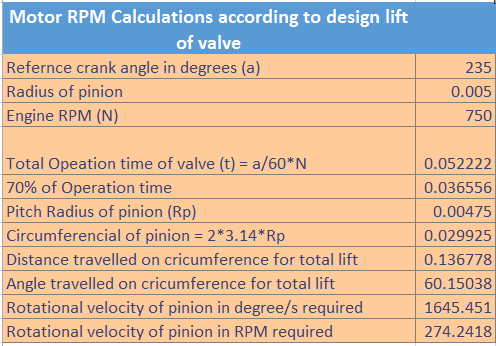 Motor RPM Calculations according to design lift
of valve
Refernce crank angle in degrees (a) 235
Radius of pinion 0.005
Engine RPM (N) 750
Total Opeation time of valve (t) = a/60*N 0.052222
70% of Operation time 0.036556
Pitch Radius of pinion (Rp) 0.00475
Circumferencial of pinion = 2*3.14*Rp 0.029925
Distance travelled on cricumference for total lift 0.136778
Angle travelled on cricumference for total lift 60.15038
Rotational velocity of pinion in degree/s required 1645.451
Rotational velocity of pinion in RPM required 274.2418